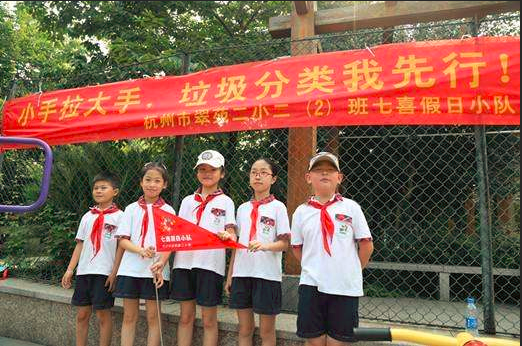 小手拉大手，垃圾分类我先行！
杭州市翠苑二小二（2）班七喜假日小队
七喜假日小队